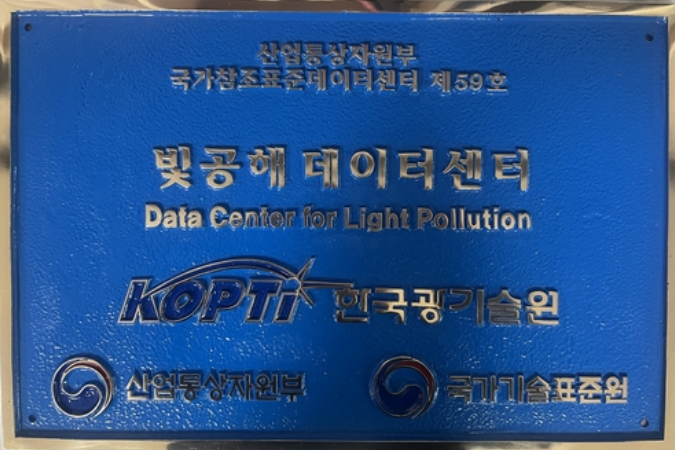 산업통상자원부
국가참조표준데이터센터 제59호
빛공해 데이터센터
Data Center for Light Pollution
KOPTi 한국광기술원
산업통상자원부 국가기술표준원